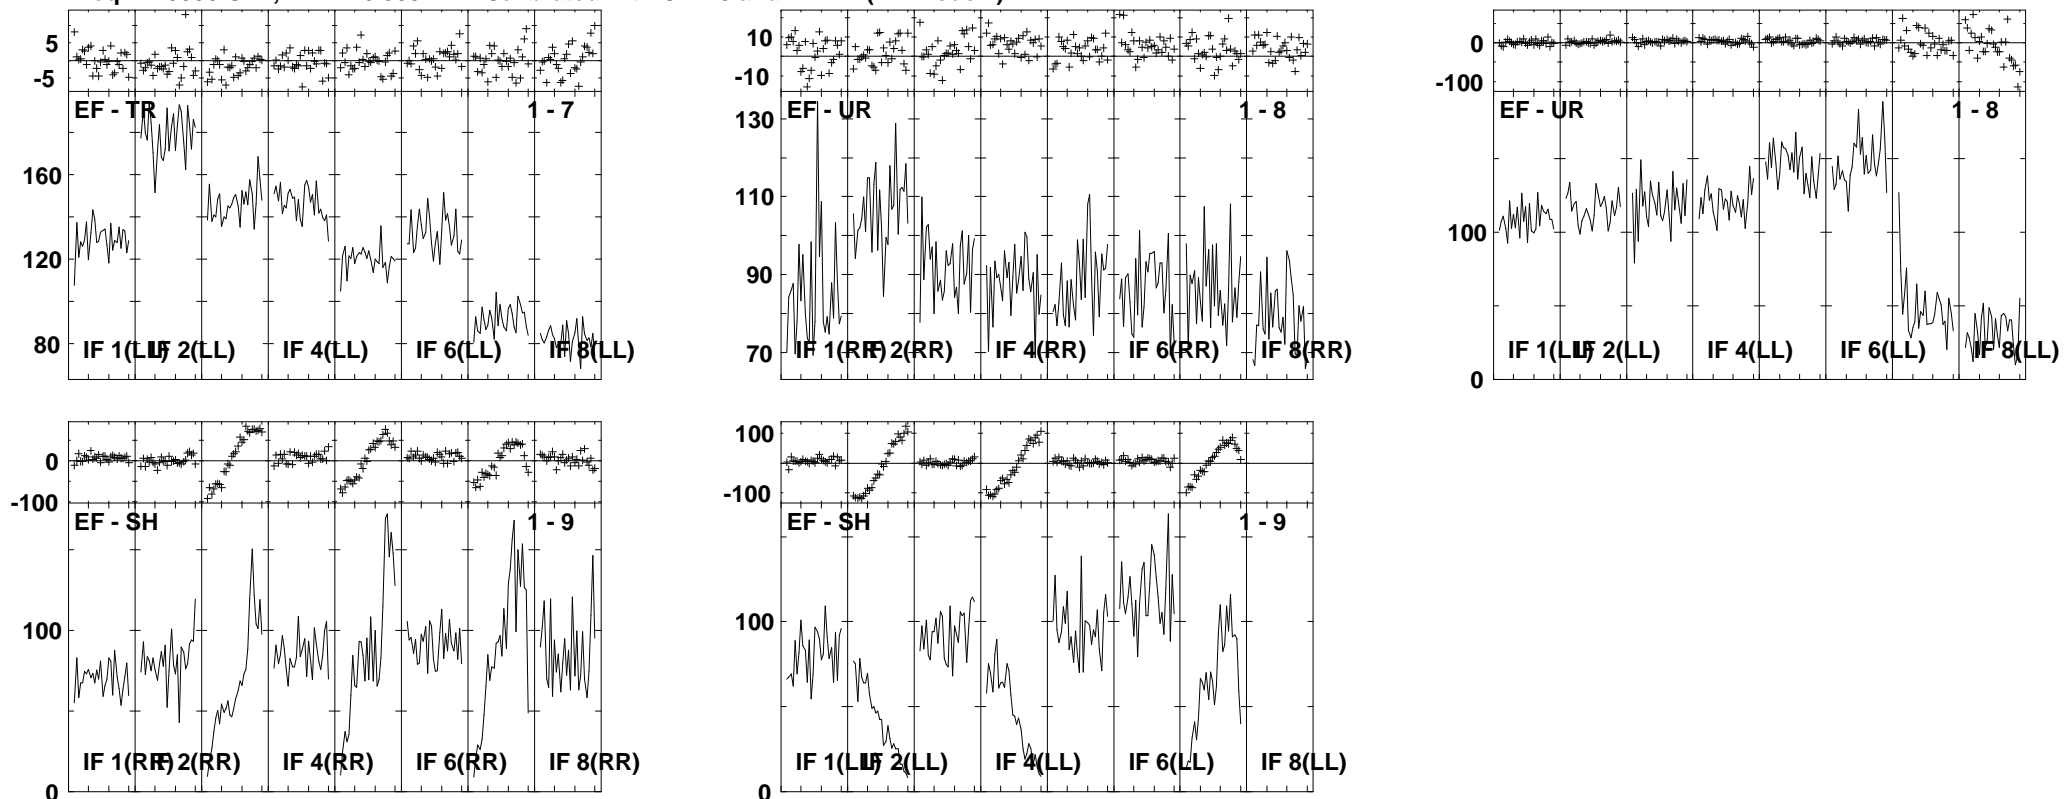 5
-5
EF - TR 1 - 7
160
120
80
IF 1(LL) IF 2(LL) IF 4(LL) IF 6(LL) IF 8(LL)
10
-10
EF - UR 1 - 8
130
110
90
70
IF 1(RR) IF 2(RR) IF 4(RR) IF 6(RR) IF 8(RR)
0
-100
EF - UR 1 - 8
100
0
IF 1(LL) IF 2(LL) IF 4(LL) IF 6(LL) IF 8(LL)
0
-100
EF - SH 1 - 9
100
0
IF 1(RR) IF 2(RR) IF 4(RR) IF 6(RR) IF 8(RR)
100
-100
EF - SH 1 - 9
100
0
IF 1(LL) IF 2(LL) IF 4(LL) IF 6(LL) IF 8(LL)